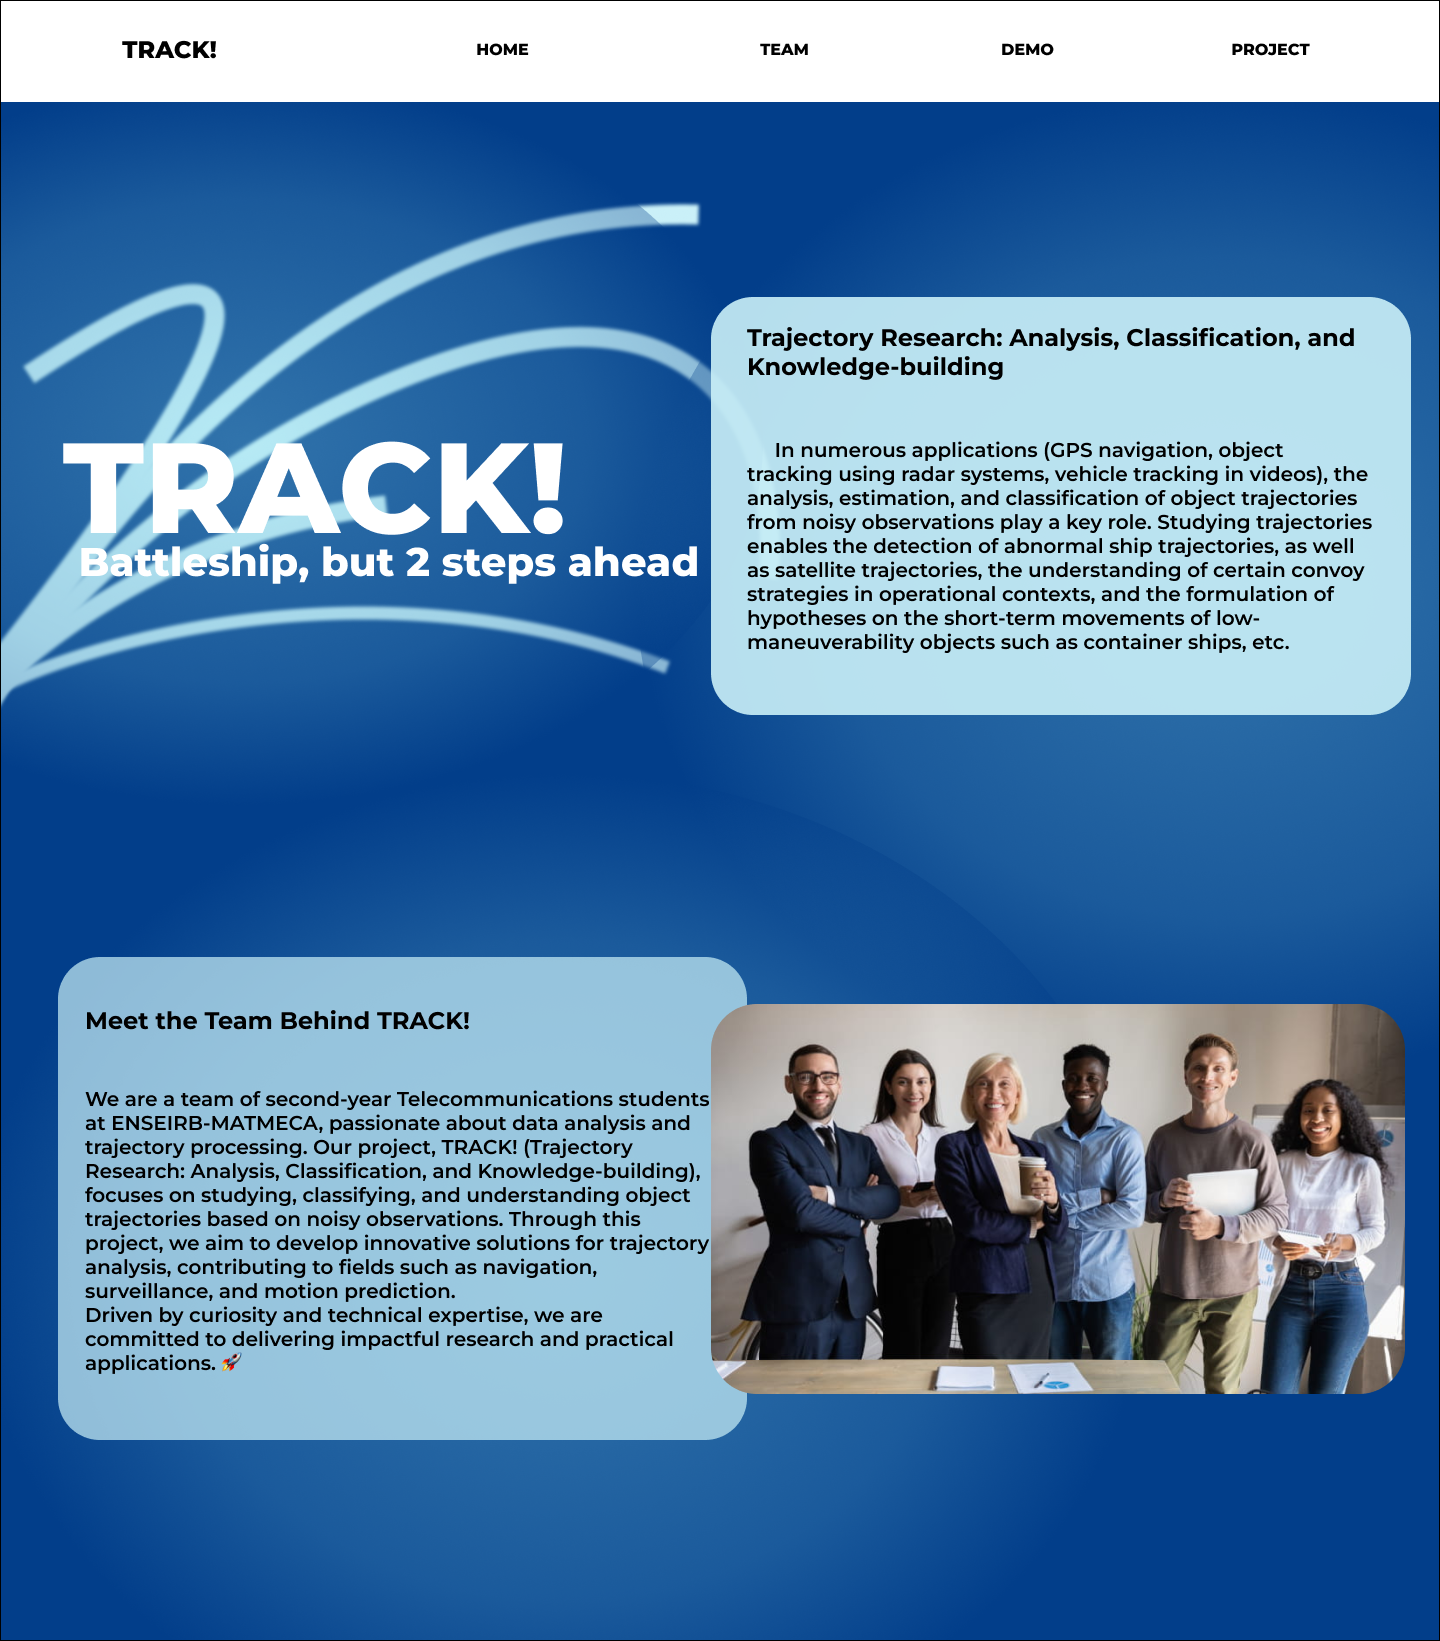 TRACK! HOME TEAM DEMO PROJECT
TRACK!
Battleship, but 2 steps ahead
Trajectory Research: Analysis, Classification, and
Knowledge-building
In numerous applications (GPS navigation, object
tracking using radar systems, vehicle tracking in videos), the
analysis, estimation, and classification of object trajectories
from noisy observations play a key role. Studying trajectories
enables the detection of abnormal ship trajectories, as well
as satellite trajectories, the understanding of certain convoy
strategies in operational contexts, and the formulation of
hypotheses on the short-term movements of low-
maneuverability objects such as container ships, etc.
Meet the Team Behind TRACK!
We are a team of second-year Telecommunications students
at ENSEIRB-MATMECA, passionate about data analysis and
trajectory processing. Our project, TRACK! (Trajectory
Research: Analysis, Classification, and Knowledge-building),
focuses on studying, classifying, and understanding object
trajectories based on noisy observations. Through this
project, we aim to develop innovative solutions for trajectory
analysis, contributing to fields such as navigation,
surveillance, and motion prediction.
Driven by curiosity and technical expertise, we are
committed to delivering impactful research and practical
applications. 🚀